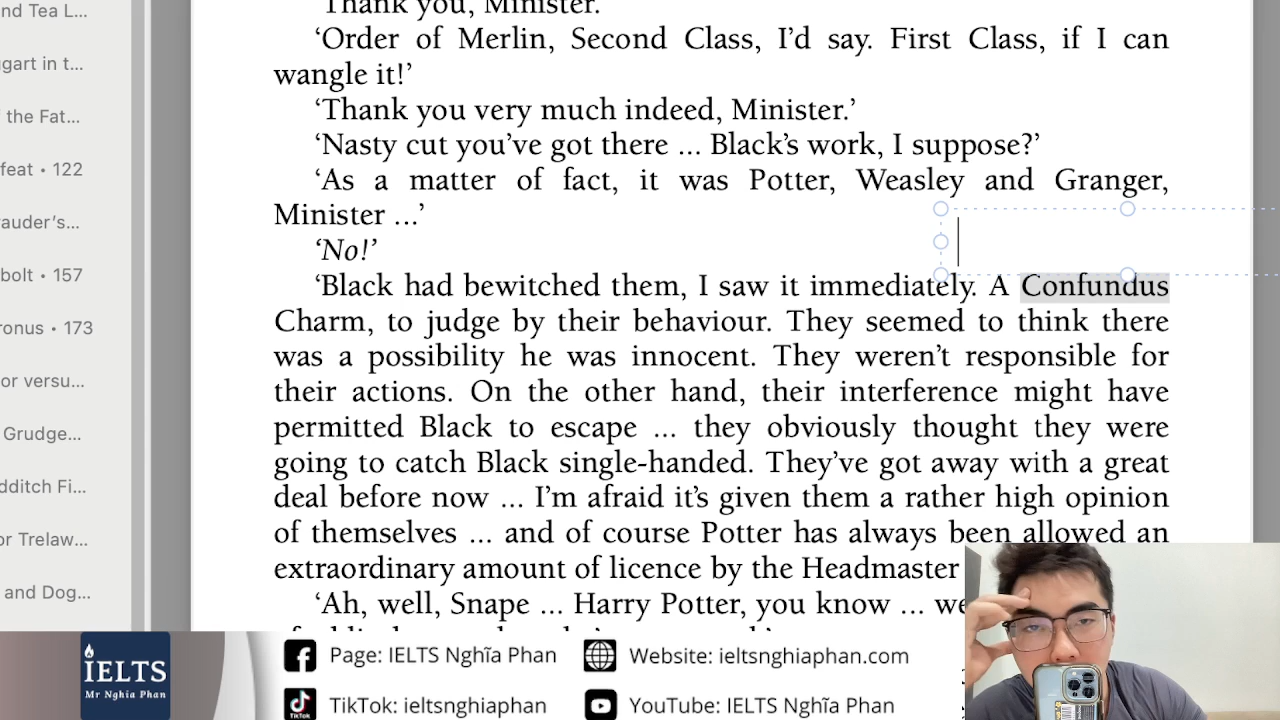 nd Tea L...
ggart in t...
the Fat...
feat • 122
auder's...
bolt • 157
ronus • 173
or versu...
Grudge...
dditch Fi...
or Trelaw...
and Dog...
'Thank you, Minister.'
'Order of Merlin, Second Class, I'd say. First Class, if I can
wangle it!'
'Thank you very much indeed, Minister.'
'Nasty cut you've got there ... Black's work, I suppose?'
'As a matter of fact, it was Potter, Weasley and Granger,
Minister ...'
'No!'
'Black had bewitched them, I saw it immediately. A Confundus
Charm, to judge by their behaviour. They seemed to think there
was a possibility he was innocent. They weren't responsible for
their actions. On the other hand, their interference might have
permitted Black to escape ... they obviously thought they were
going to catch Black single-handed. They've got away with a great
deal before now ... I'm afraid it's given them a rather high opinion
of themselves ... and of course Potter has always been allowed an
extraordinary amount of licence by the Headmaster
'Ah, well, Snape ... Harry Potter, you know ... we
IELTS
Mr Nghia Phan
Page: IELTS Nghĩa Phan
Website: ieltsnghiaphan.com
TikTok
TikTok: ieltsnghiaphan
YouTube: IELTS Nghĩa Phan